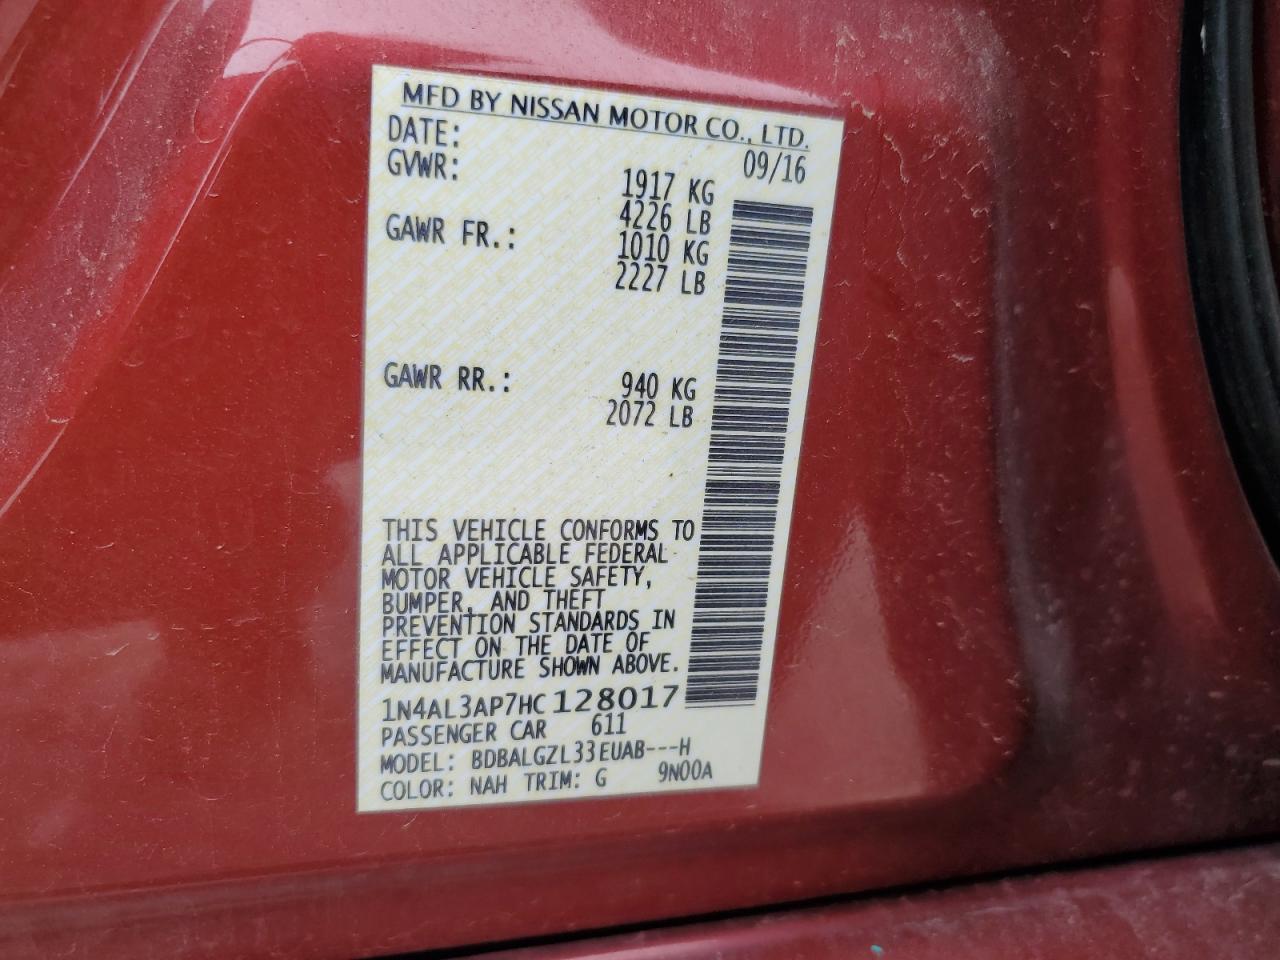 MFD BY NISSAN MOTOR CO., LTD.
DATE: 09/16
GVWR: 1917 KG
4226 LB
GAWR FR.: 1010 KG
2227 LB
GAWR RR.: 940 KG
2072 LB
THIS VEHICLE CONFORMS TO
ALL APPLICABLE FEDERAL
MOTOR VEHICLE SAFETY,
BUMPER, AND THEFT
PREVENTION STANDARDS IN
EFFECT ON THE DATE OF
MANUFACTURE SHOWN ABOVE.
1N4AL3AP7HC128017
PASSENGER CAR 611
MODEL: BDBALGZL33EUAB---H
COLOR: NAH TRIM: G 9N00A